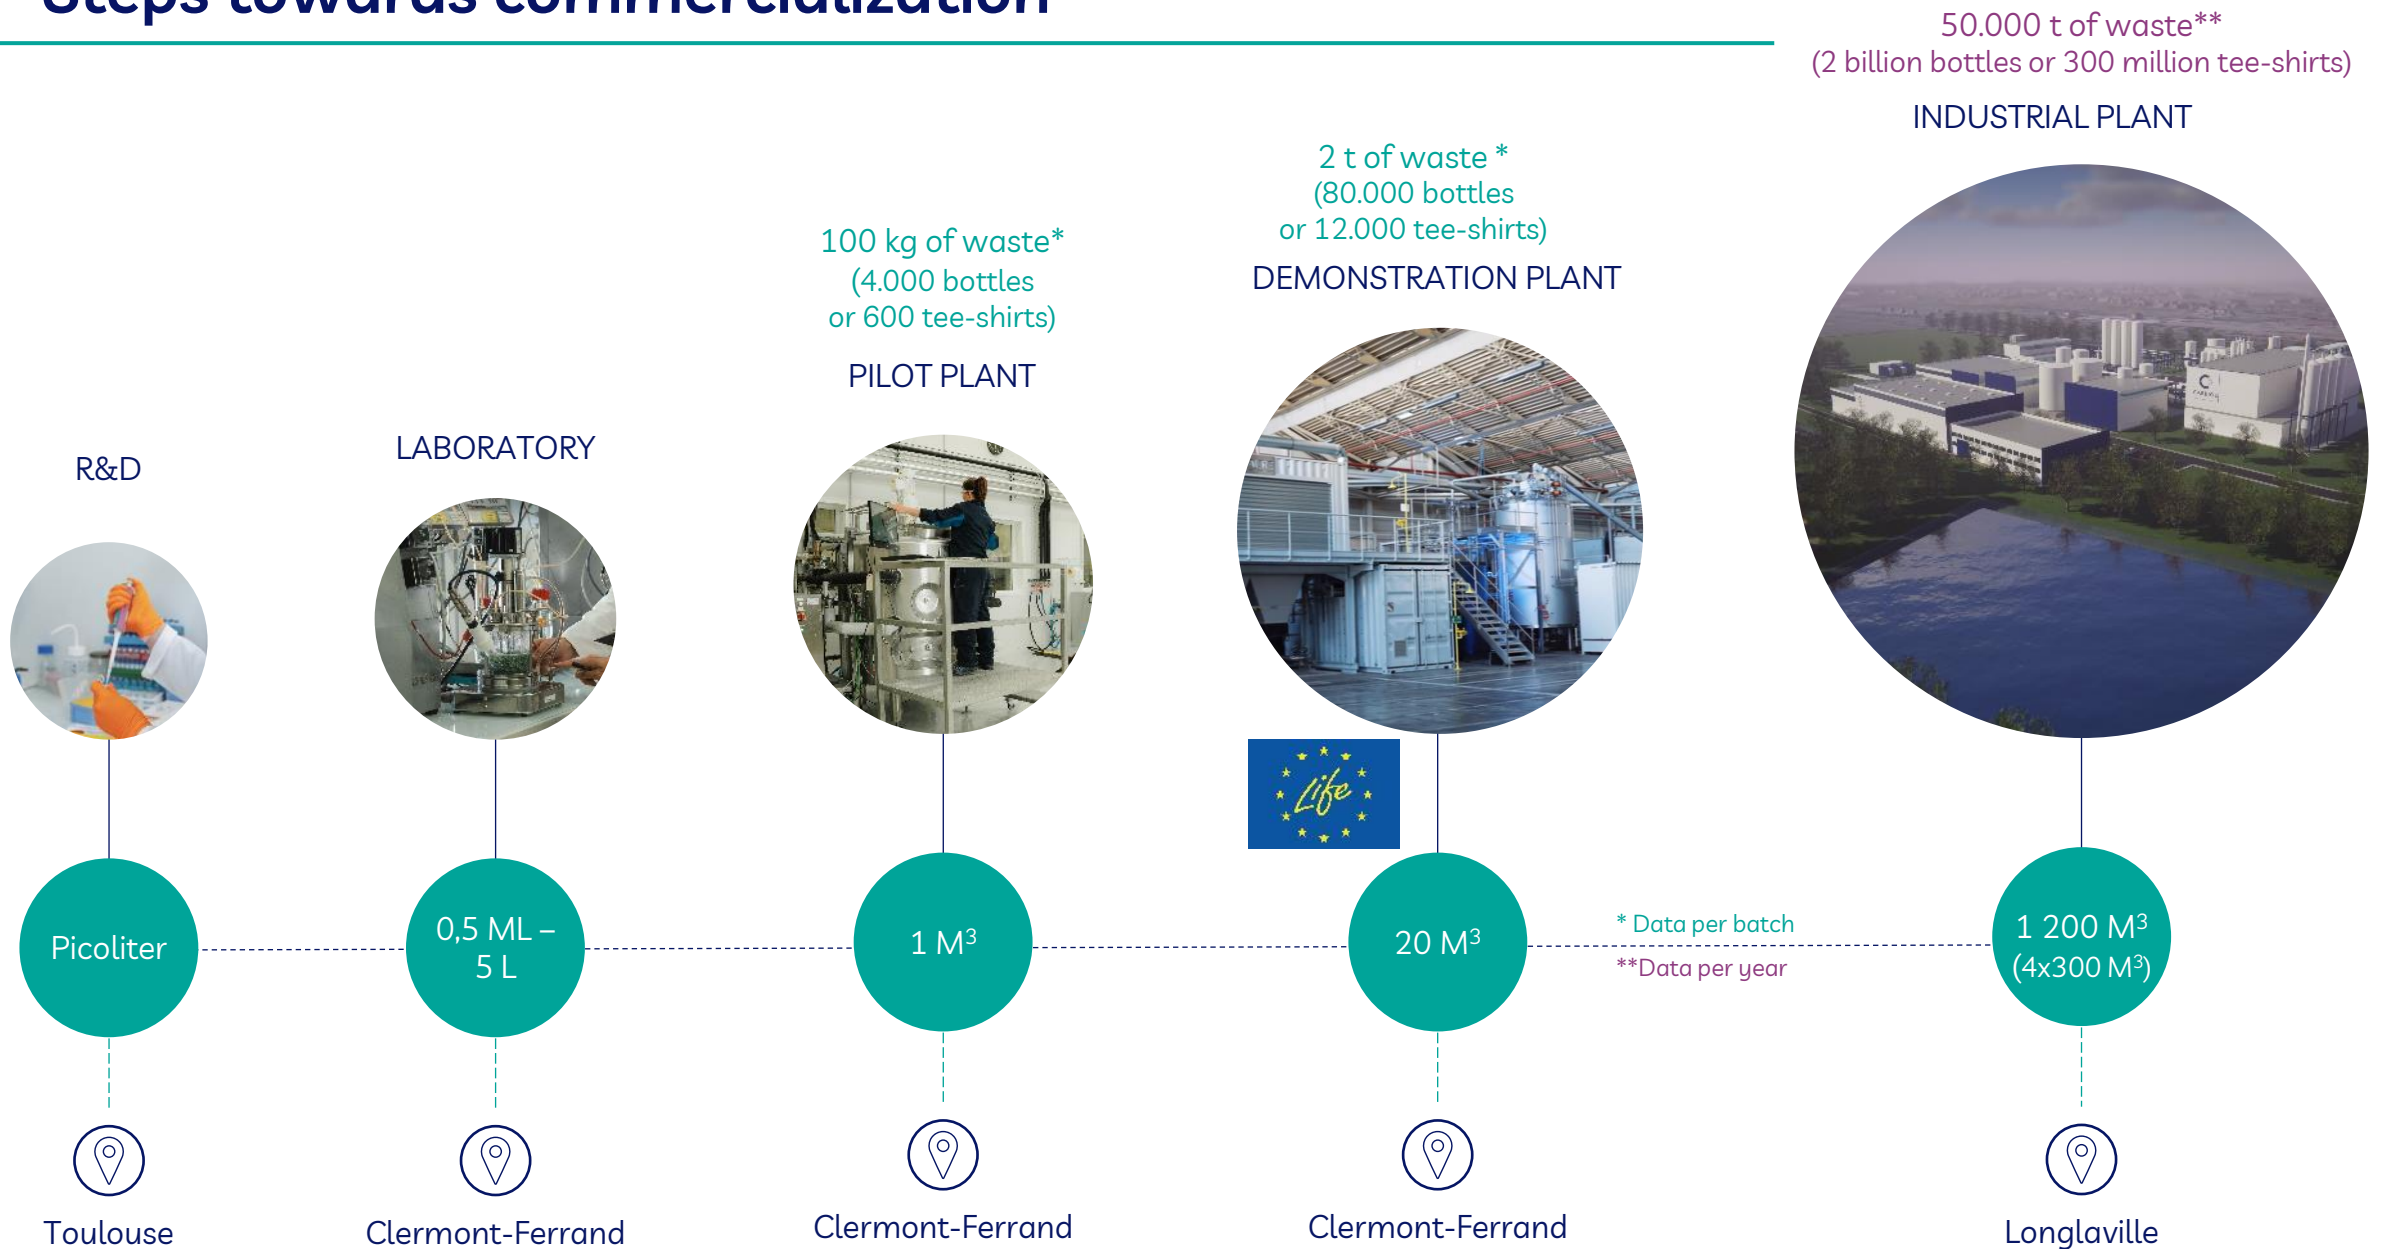 Steps towards commercialization
50.000 t of waste**
(2 billion bottles or 300 million tee-shirts)
INDUSTRIAL PLANT
2 t of waste *
(80.000 bottles
or 12.000 tee-shirts)
DEMONSTRATION PLANT
100 kg of waste*
(4.000 bottles
or 600 tee-shirts)
PILOT PLANT
LABORATORY
R&D
Life
Picoliter
0,5 ML –
5 L
1 M³
20 M³
* Data per batch
**Data per year
1 200 M³
(4x300 M³)
Toulouse
Clermont-Ferrand
Clermont-Ferrand
Clermont-Ferrand
Longlaville